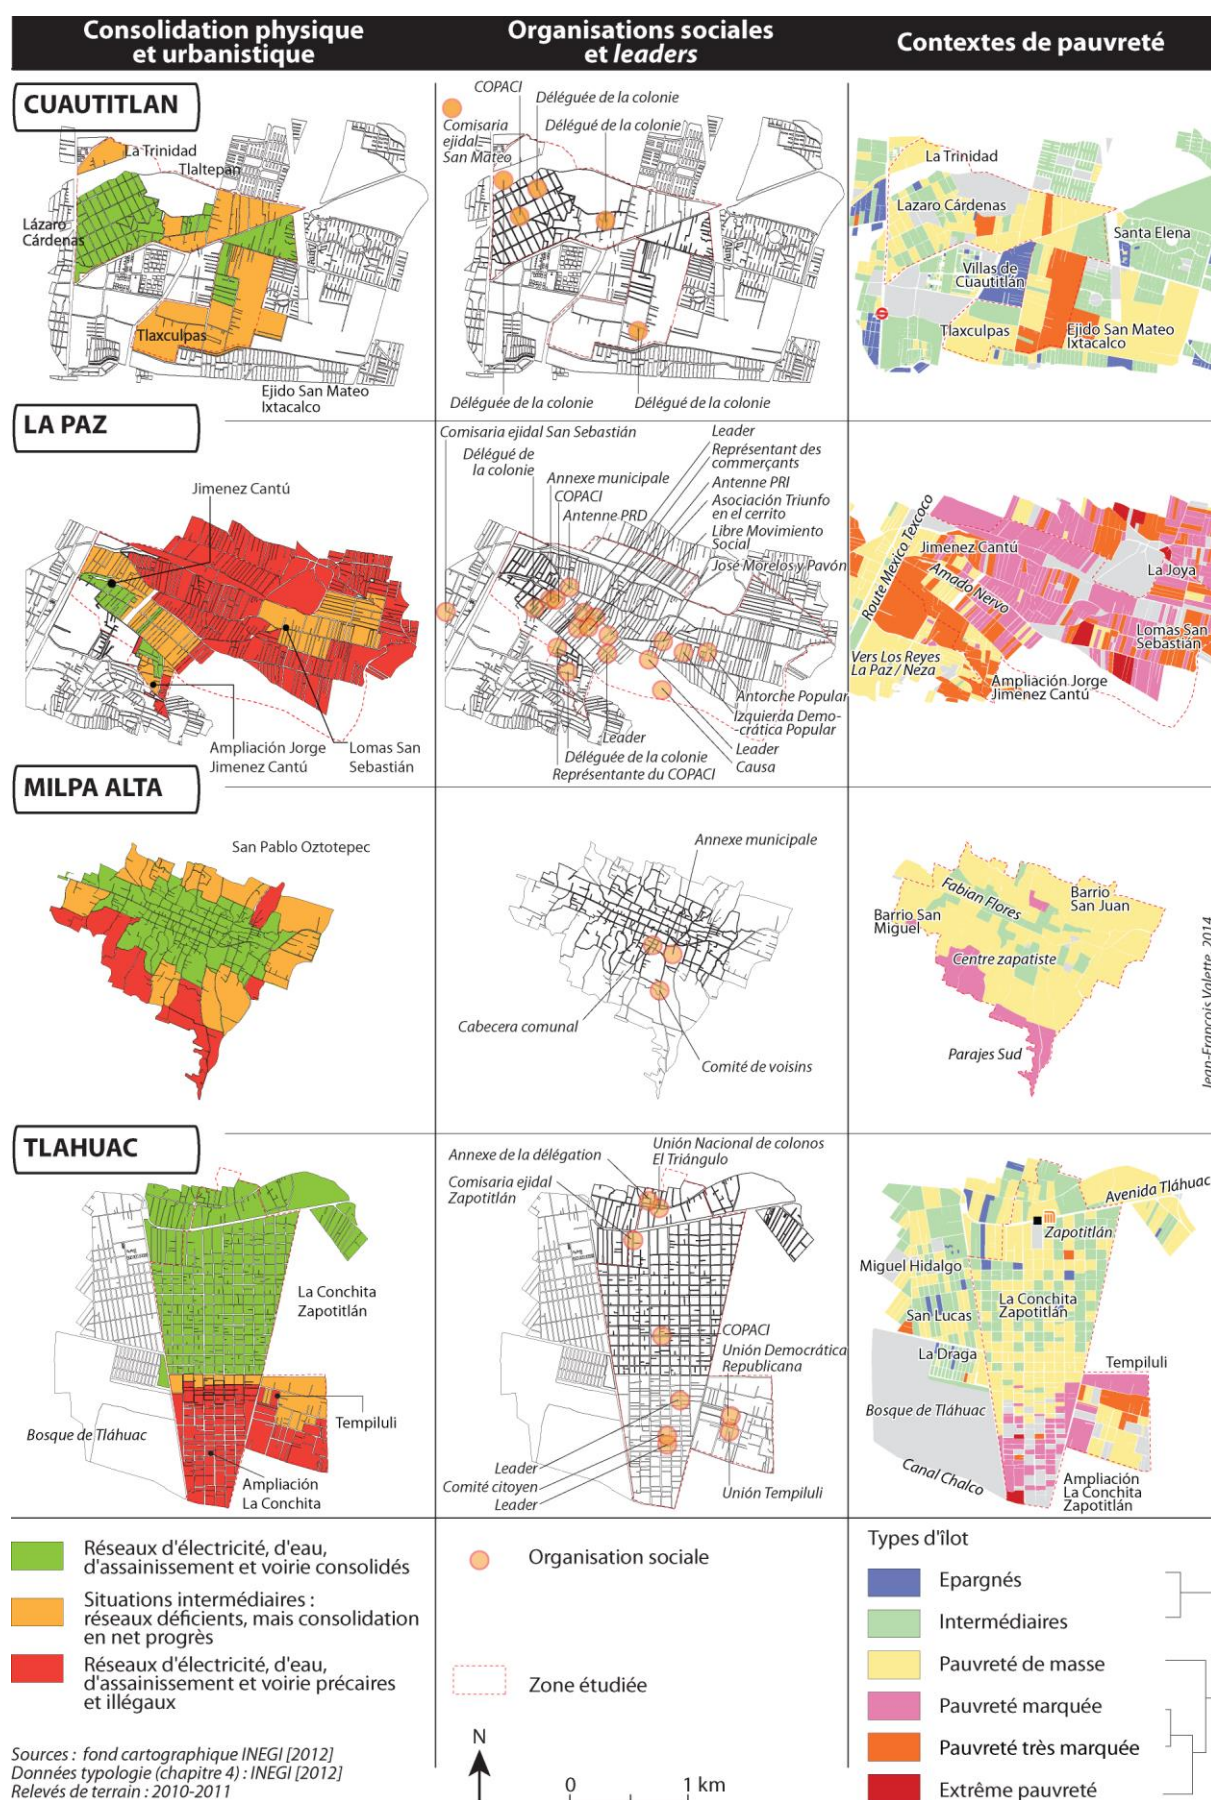 Consolidation physique
et urbanistique
Organisations sociales
et leaders
Contextes de pauvreté
CUAUTITLAN
La Trinidad
Tlaltepan
Lázaro
Cárdenas
Tlaxculpas
Ejido San Mateo
Ixtacalco
COPACI
Déléguée de la colonie
Comisaria
ejidal
San Mateo
Délégué de la colonie
Déléguée de la colonie
Délégué de la colonie
La Trinidad
Lazaro Cárdenas
Santa Elena
Villas de
Cuautitlán
Tlaxculpas
Ejido San Mateo
Ixtacalco
LA PAZ
Jimenez Cantú
Ampliación Jorge
Jimenez Cantú
Lomas San
Sebastián
Comisaria ejidal San Sebastián
Délégué de
la colonie
Annexe municipale
COPACI
Antenne PRD
Leader
Représentant des
commerçants
Antenne PRI
Asociación Triunfo
en el cerrito
Libre Movimiento
Social
José Morelos y Pavón
Antorche Popular
Izquierda Demo-
crática Popular
Leader
Leader
Déléguée de la colonie
Causa
Représentante du COPACI
Route Mexico Texcoco
Jimenez Cantú
Amado Nervo
La Joya
Lomas San
Sebastián
Vers Los Reyes
La Paz / Neza
Ampliación Jorge
Jimenez Cantú
MILPA ALTA
San Pablo Oztotepec
Annexe municipale
Cabecera comunal
Comité de voisins
Fabian Flores
Barrio
San Juan
Barrio San
Miguel
Centre zapatiste
Parajes Sud
Jean-François Valette, 2014
TLAHUAC
La Conchita
Zapotitlán
Tempiluli
Bosque de Tláhuac
Ampliación
La Conchita
Annexe de la délégation
Unión Nacional de colonos
El Triángulo
Comisaria ejidal
Zapotitlán
COPACI
Unión Democrática
Republicana
Leader
Comité citoyen
Leader
Unión Templiluli
Avenida Tláhuac
Zapotitlán
Miguel Hidalgo
La Conchita
Zapotitlán
San Lucas
La Draga
Tempiluli
Bosque de Tláhuac
Canal Chalco
Ampliación
La Conchita
Zapotitlán
Réseaux d'électricité, d'eau,
d'assainissement et voirie consolidés
Situations intermédiaires :
réseaux déficients, mais consolidation
en net progrès
Réseaux d'électricité, d'eau,
d'assainissement et voirie précaires
et illégaux
Sources : fond cartographique INEGI [2012]
Données typologie (chapitre 4) : INEGI [2012]
Relevés de terrain : 2010-2011
Organisation sociale
Zone étudiée
N
0 1 km
Types d'îlot
Epargnés
Intermédiaires
Pauvreté de masse
Pauvreté marquée
Pauvreté très marquée
Extrême pauvreté